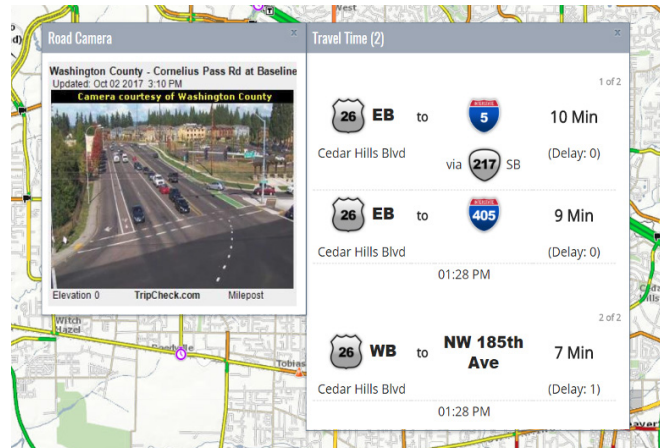 West
Road Camera ×
Washington County - Cornelius Pass Rd at Baseline
Updated: Oct 02 2017 3:10 PM
Camera courtesy of Washington County
Elevation 0 TripCheck.com Milepost
Travel Time (2) ×
1 of 2
26 EB to 5 10 Min
Cedar Hills Blvd via 217 SB (Delay: 0)
26 EB to 405 9 Min
Cedar Hills Blvd (Delay: 0)
01:28 PM
2 of 2
26 WB to NW 185th
Ave 7 Min
Cedar Hills Blvd (Delay: 1)
01:28 PM
Witch
Hazel
Tobias